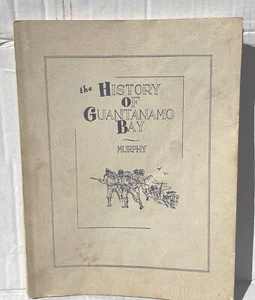 the HISTORY
OF
GUANTANAMO
BAY
MURPHY